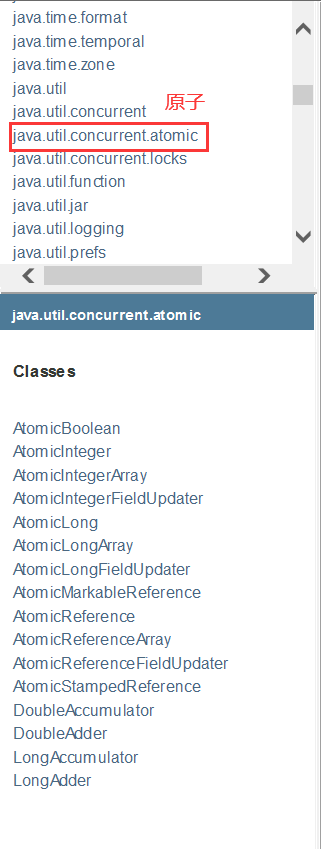 java.time.format
java.time.temporal
java.time.zone
java.util
java.util.concurrent 原子
java.util.concurrent.atomic
java.util.concurrent.locks
java.util.function
java.util.jar
java.util.logging
java.util.prefs
java.util.concurrent.atomic
Classes
AtomicBoolean
AtomicInteger
AtomicIntegerArray
AtomicIntegerFieldUpdater
AtomicLong
AtomicLongArray
AtomicLongFieldUpdater
AtomicMarkableReference
AtomicReference
AtomicReferenceArray
AtomicReferenceFieldUpdater
AtomicStampedReference
DoubleAccumulator
DoubleAdder
LongAccumulator
LongAdder